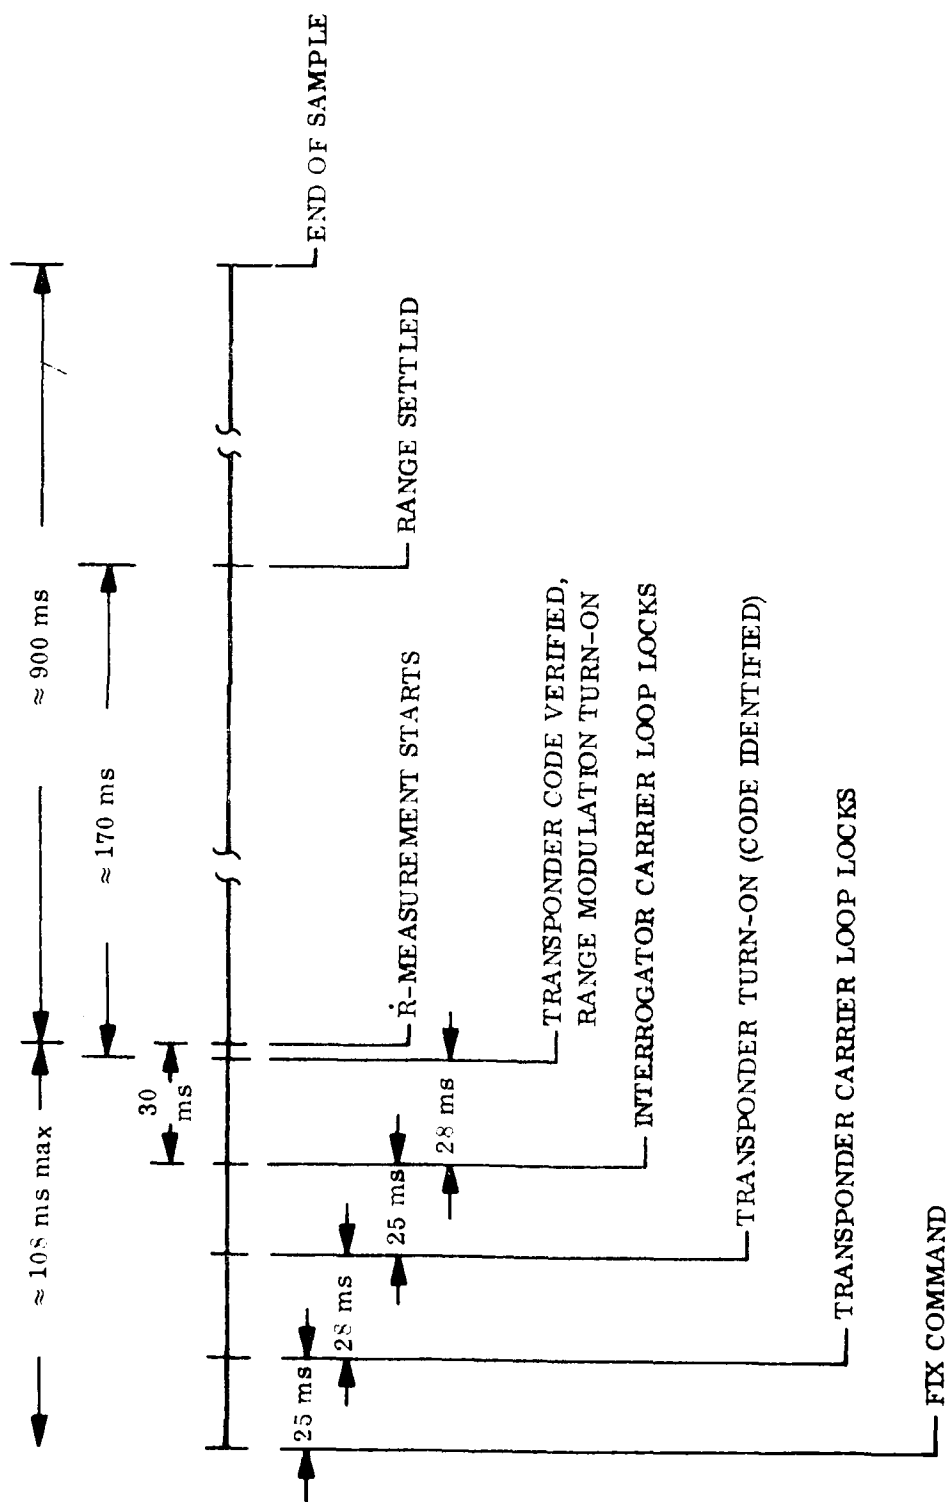 ≈ 108 ms max
≈ 900 ms
≈ 170 ms
30
ms
25 ms
28 ms
25 ms
28 ms
FIX COMMAND
TRANSPONDER CARRIER LOOP LOCKS
TRANSPONDER TURN-ON (CODE IDENTIFIED)
INTERROGATOR CARRIER LOOP LOCKS
TRANSPONDER CODE VERIFIED,
RANGE MODULATION TURN-ON
Ṙ-MEASUREMENT STARTS
RANGE SETTLED
END OF SAMPLE